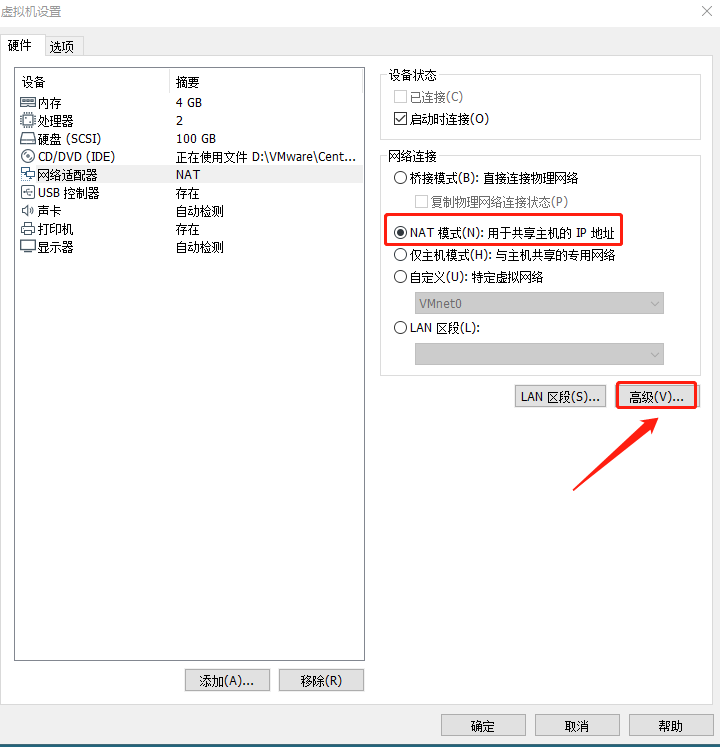 虚拟机设置
硬件 选项
设备 摘要
内存 4 GB
处理器 2
硬盘 (SCSI) 100 GB
CD/DVD (IDE) 正在使用文件 D:\VMware\Cent...
网络适配器 NAT
USB 控制器 存在
声卡 自动检测
打印机 存在
显示器 自动检测
添加(A)... 移除(R)
设备状态
已连接(C)
启动时连接(O)
网络连接
桥接模式(B): 直接连接物理网络
复制物理网络连接状态(P)
NAT 模式(N): 用于共享主机的 IP 地址
仅主机模式(H): 与主机共享的专用网络
自定义(U): 特定虚拟网络
VMnet0
LAN 区段(L):
LAN 区段(S)... 高级(V)...
确定 取消 帮助